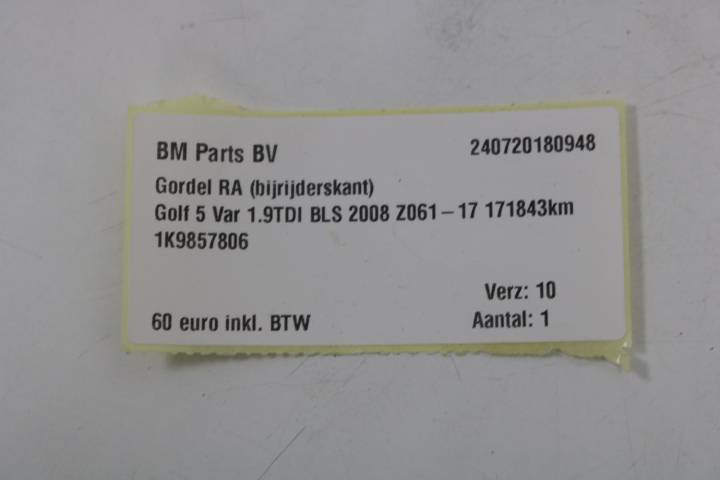 BM Parts BV 240720180948
Gordel RA (bijrijderskant)
Golf 5 Var 1.9TDI BLS 2008 Z061-17 171843km
1K9857806
Verz: 10
60 euro inkl. BTW Aantal: 1